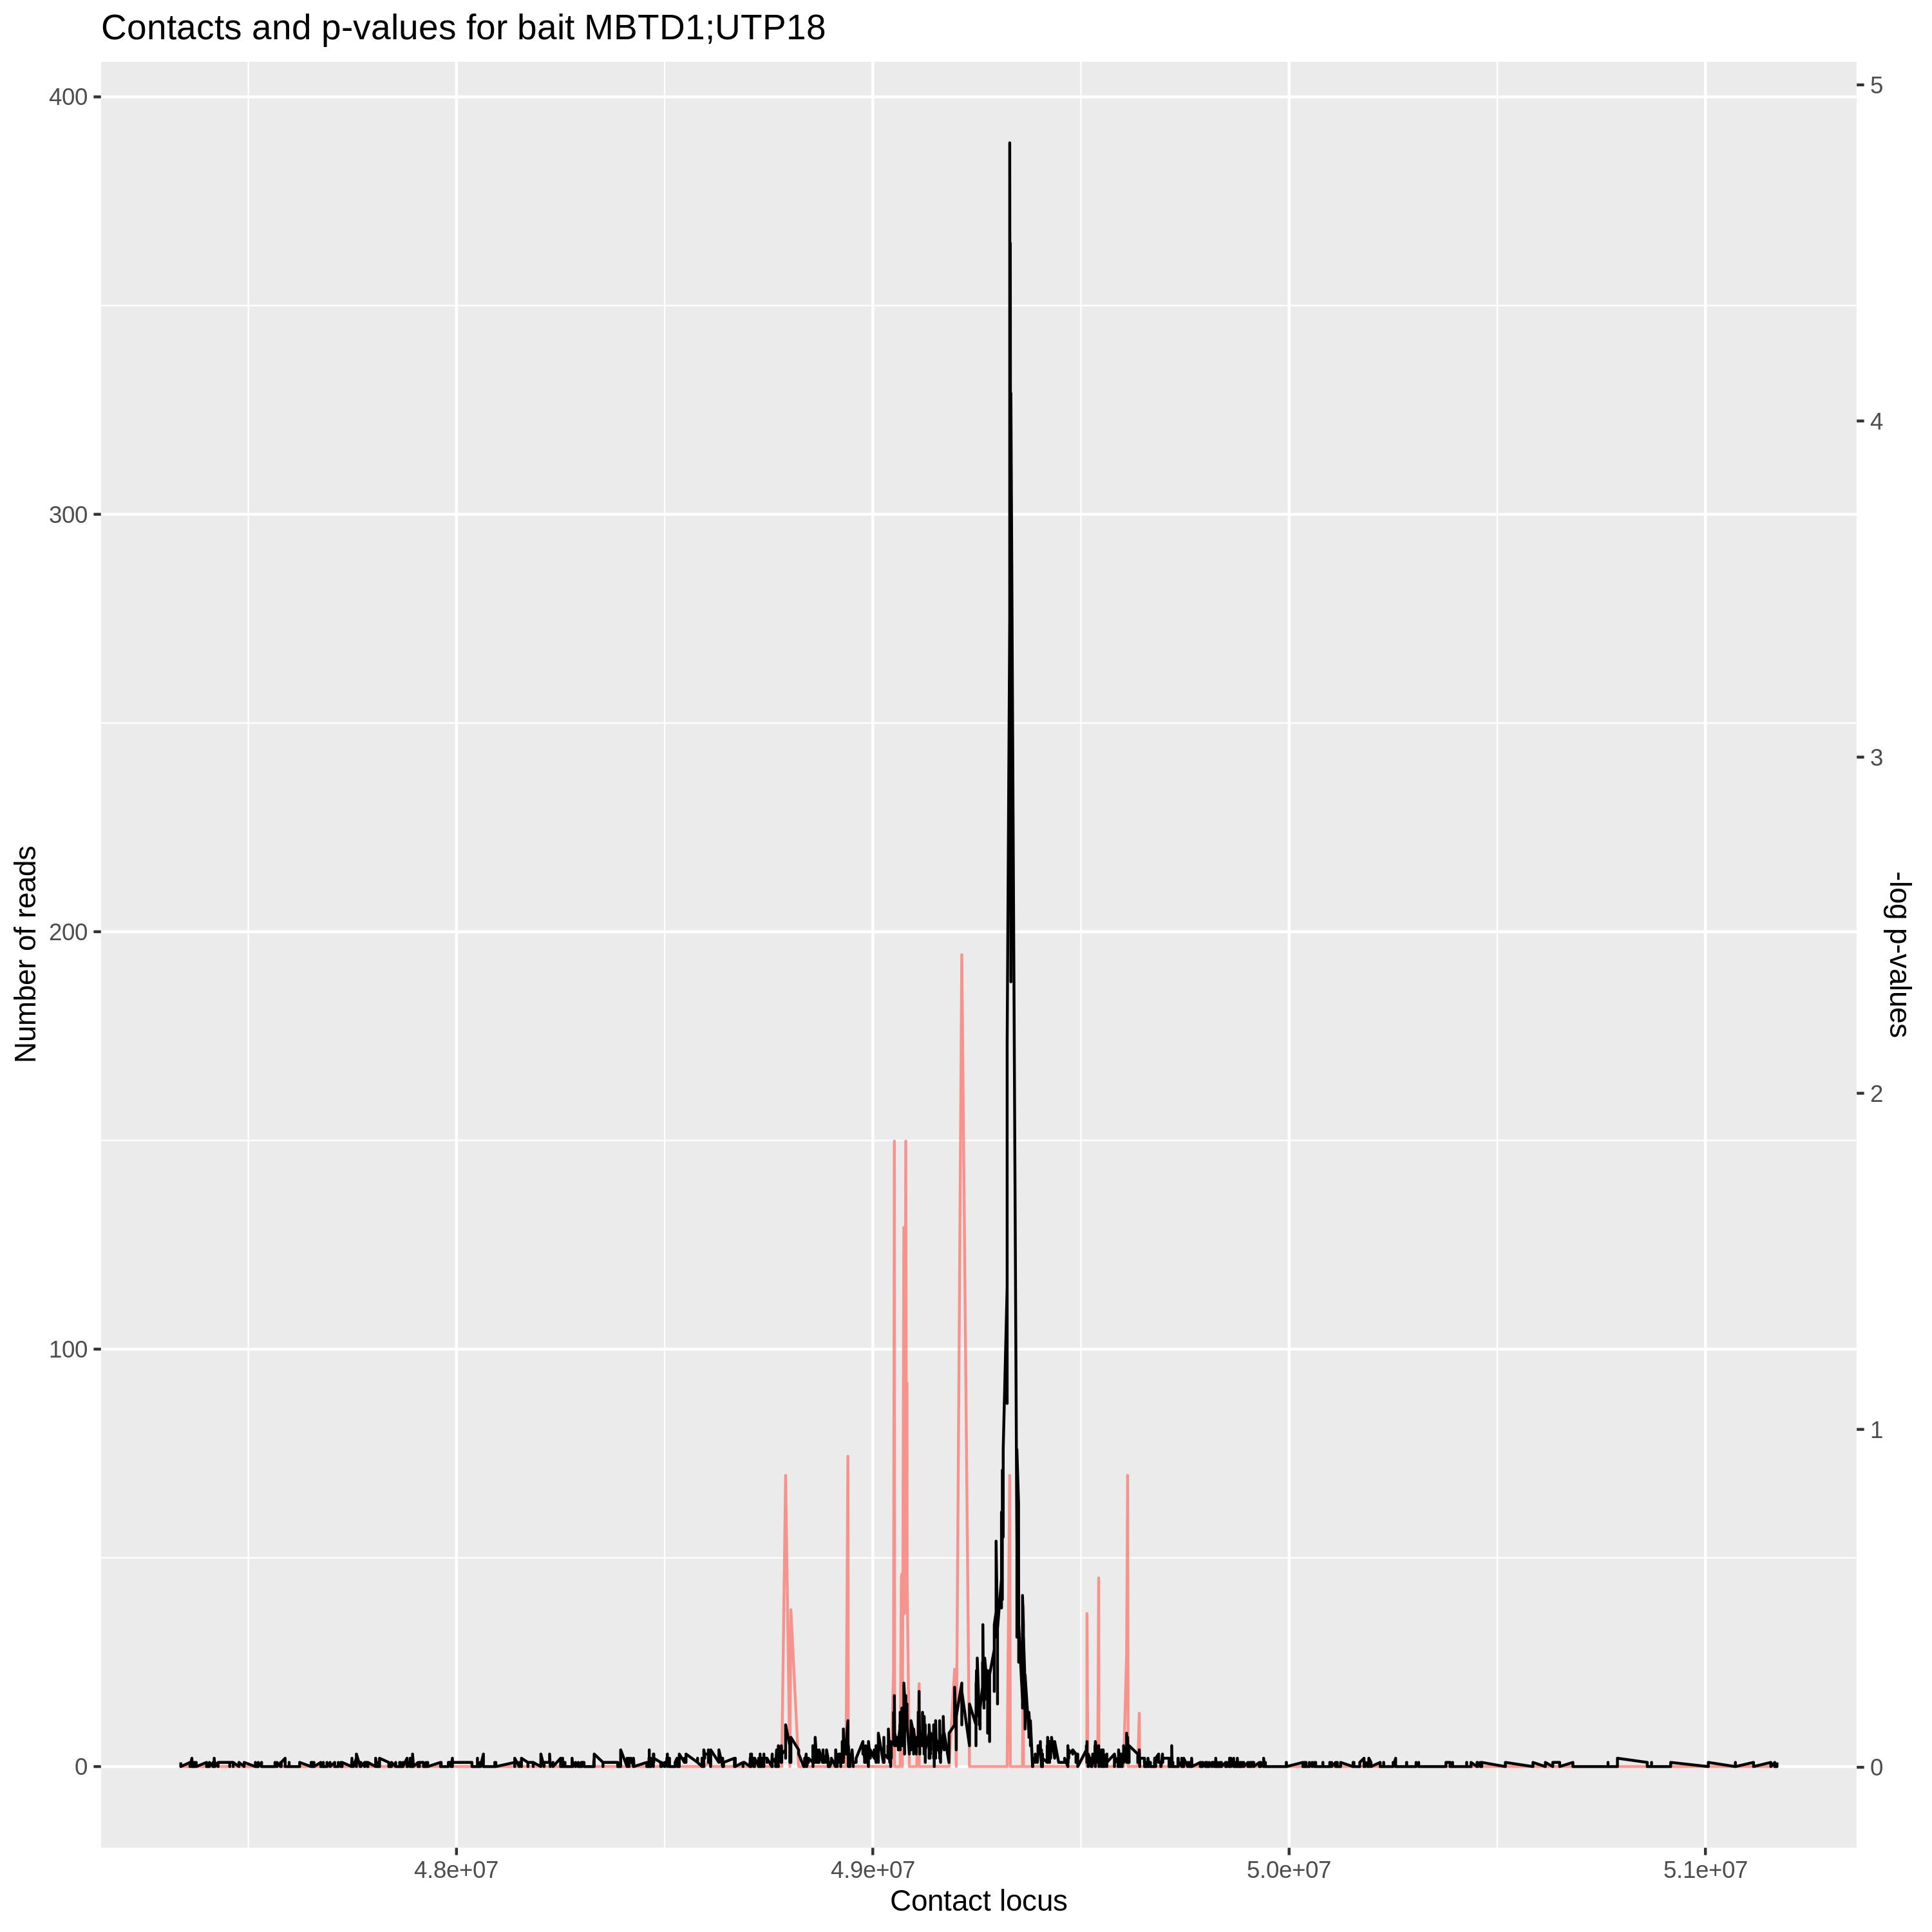 Contacts and p-values for bait MBTD1;UTP18
400
300
200
100
0
Number of reads
5
4
3
2
1
0
-log p-values
4.8e+07
4.9e+07
5.0e+07
5.1e+07
Contact locus